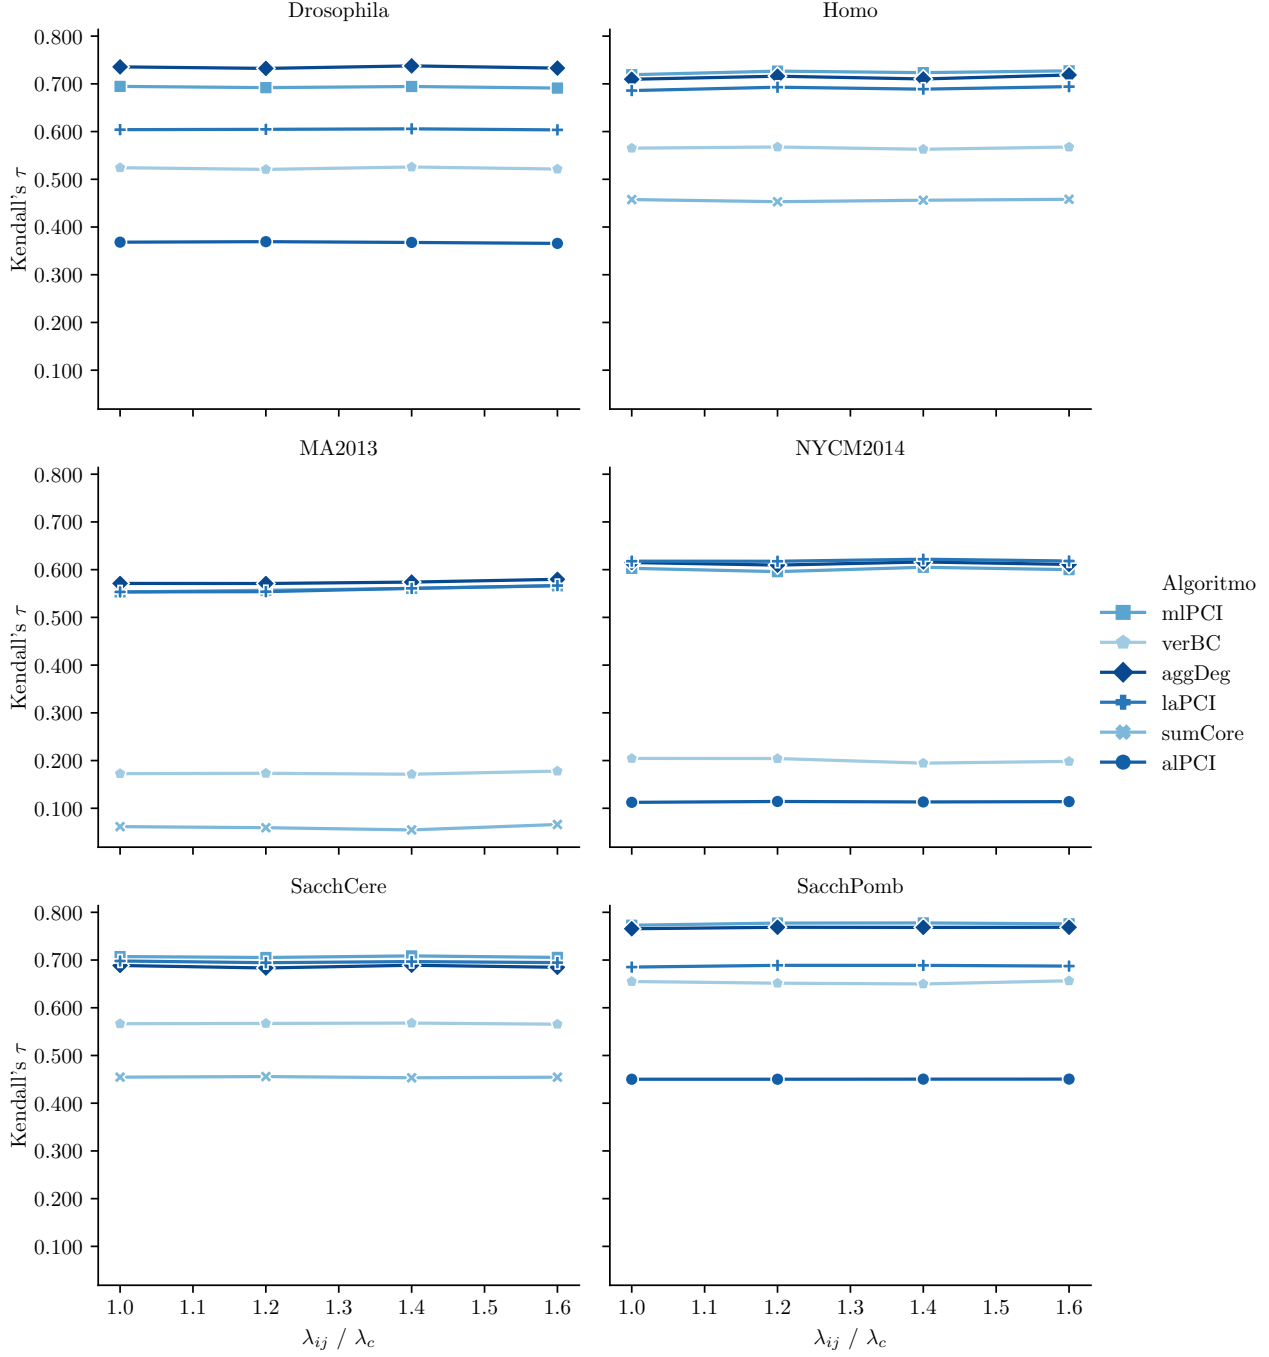 Drosophila
Homo
0.800
0.700
0.600
0.500
0.400
0.300
0.200
0.100
Kendall's τ
MA2013
NYCM2014
0.800
0.700
0.600
0.500
0.400
0.300
0.200
0.100
Kendall's τ
Algoritmo
mlPCI
verBC
aggDeg
laPCI
sumCore
alPCI
SacchCere
SacchPomb
0.800
0.700
0.600
0.500
0.400
0.300
0.200
0.100
Kendall's τ
1.0 1.1 1.2 1.3 1.4 1.5 1.6
λij / λc
1.0 1.1 1.2 1.3 1.4 1.5 1.6
λij / λc